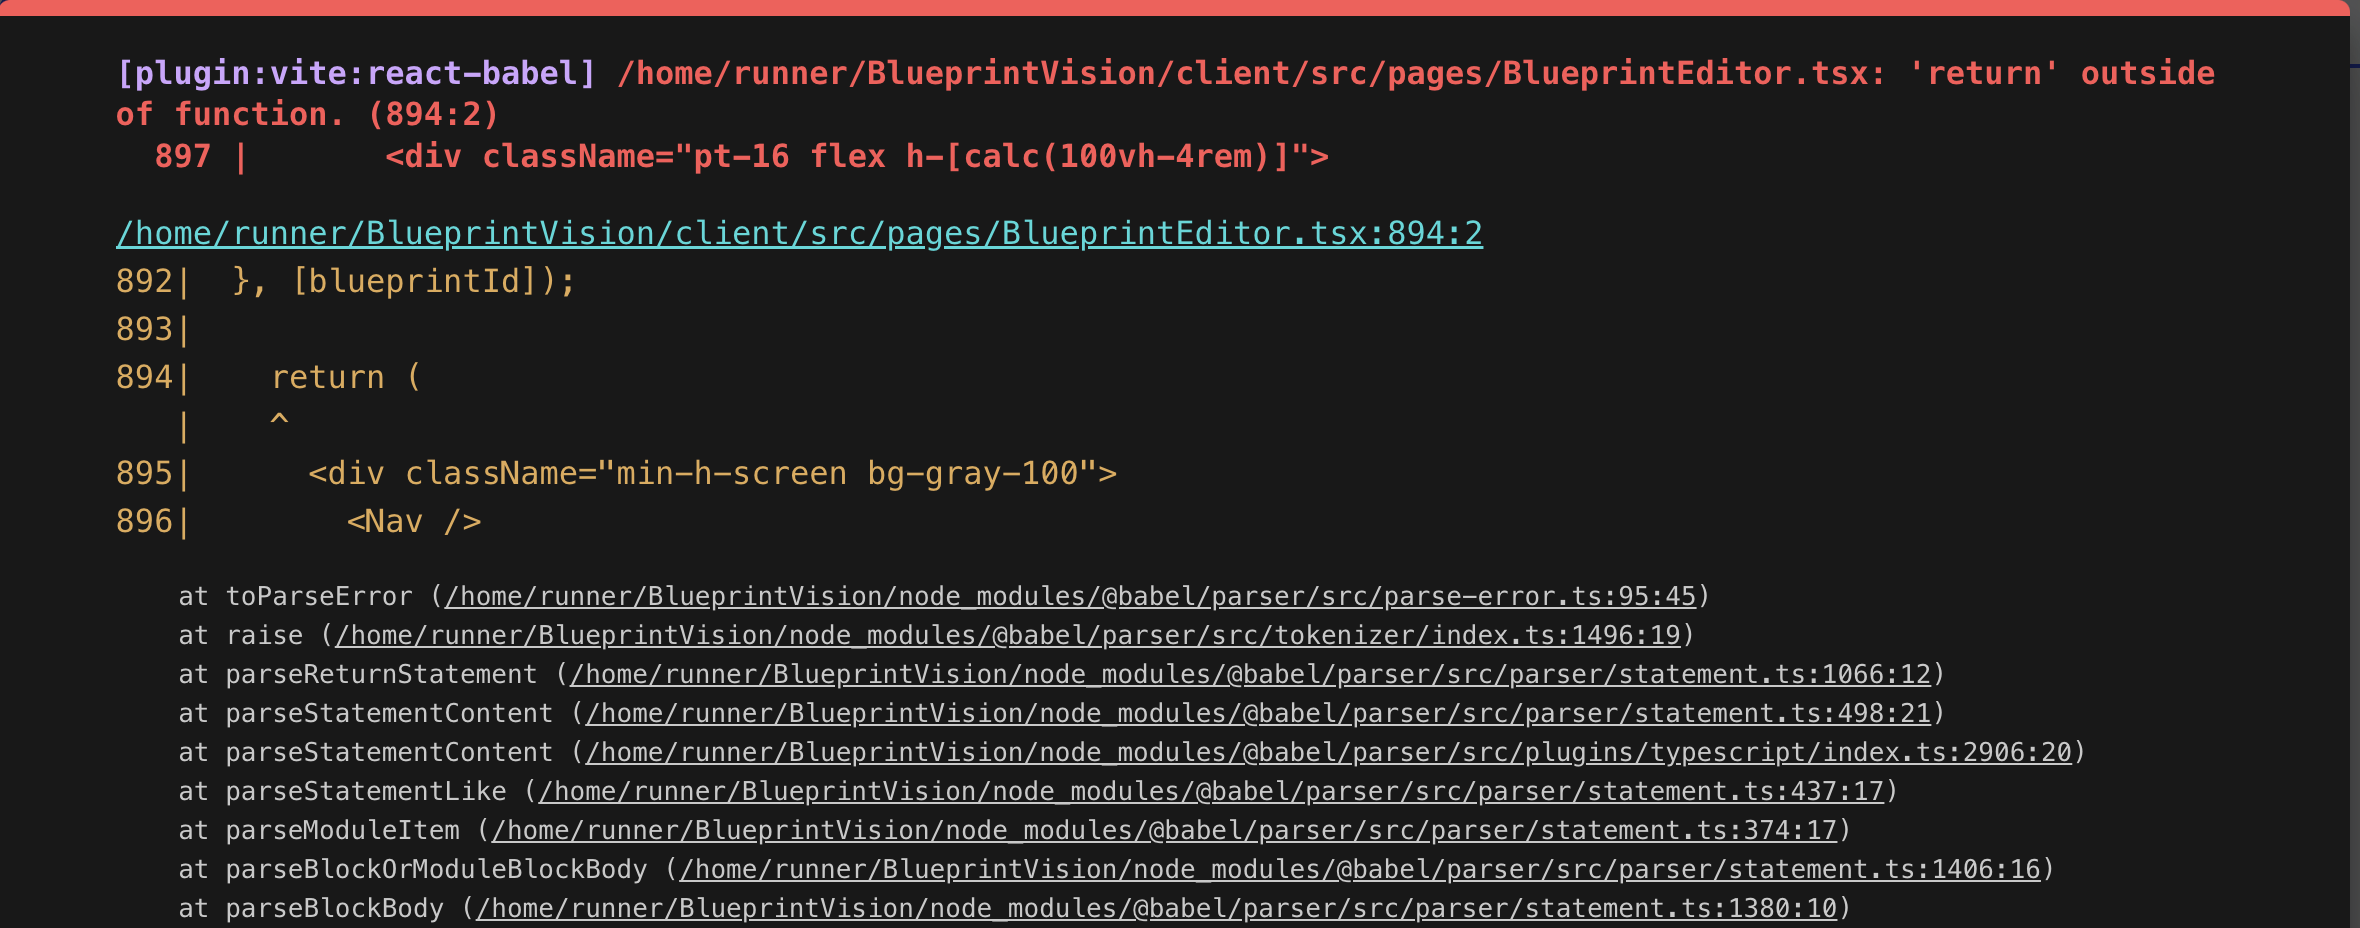 [plugin:vite:react-babel] /home/runner/BlueprintVision/client/src/pages/BlueprintEditor.tsx: 'return' outside
of function. (894:2)
  897 |       <div className="pt-16 flex h-[calc(100vh-4rem)]">
/home/runner/BlueprintVision/client/src/pages/BlueprintEditor.tsx:894:2
892|  }, [blueprintId]);
893|
894|    return (
   |    ^
895|      <div className="min-h-screen bg-gray-100">
896|        <Nav />
    at toParseError (/home/runner/BlueprintVision/node_modules/@babel/parser/src/parse-error.ts:95:45)
    at raise (/home/runner/BlueprintVision/node_modules/@babel/parser/src/tokenizer/index.ts:1496:19)
    at parseReturnStatement (/home/runner/BlueprintVision/node_modules/@babel/parser/src/parser/statement.ts:1066:12)
    at parseStatementContent (/home/runner/BlueprintVision/node_modules/@babel/parser/src/parser/statement.ts:498:21)
    at parseStatementContent (/home/runner/BlueprintVision/node_modules/@babel/parser/src/plugins/typescript/index.ts:2906:20)
    at parseStatementLike (/home/runner/BlueprintVision/node_modules/@babel/parser/src/parser/statement.ts:437:17)
    at parseModuleItem (/home/runner/BlueprintVision/node_modules/@babel/parser/src/parser/statement.ts:374:17)
    at parseBlockOrModuleBlockBody (/home/runner/BlueprintVision/node_modules/@babel/parser/src/parser/statement.ts:1406:16)
    at parseBlockBody (/home/runner/BlueprintVision/node_modules/@babel/parser/src/parser/statement.ts:1380:10)